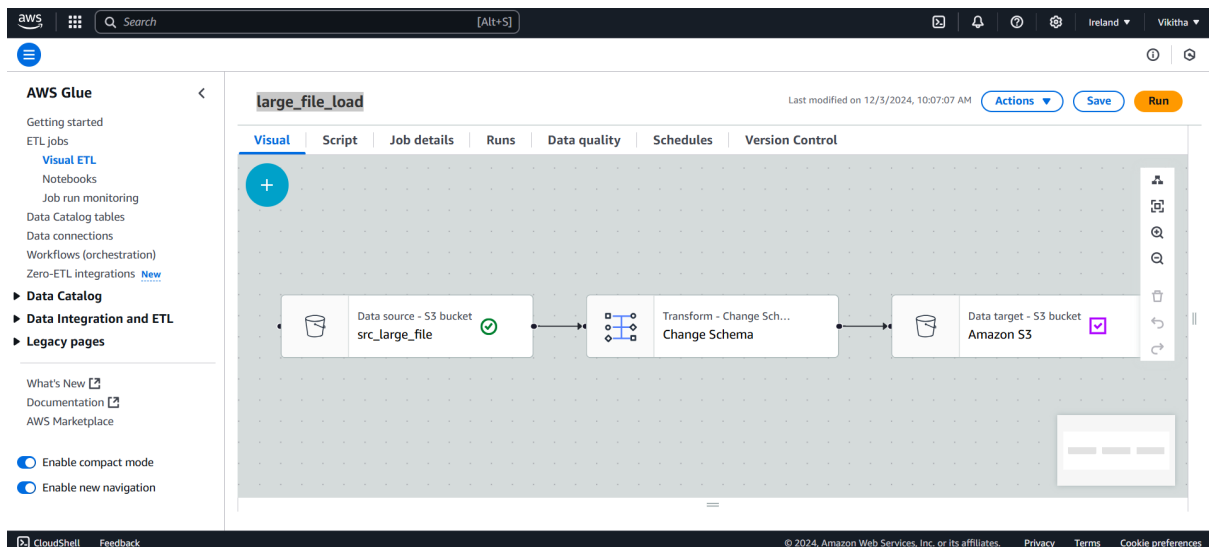 aws
Search [Alt+S]
Ireland ▼ Vikitha ▼
AWS Glue
Getting started
ETL jobs
Visual ETL
Notebooks
Job run monitoring
Data Catalog tables
Data connections
Workflows (orchestration)
Zero-ETL integrations New
Data Catalog
Data Integration and ETL
Legacy pages
What's New
Documentation
AWS Marketplace
Enable compact mode
Enable new navigation
large_file_load
Last modified on 12/3/2024, 10:07:07 AM
Actions ▼
Save
Run
Visual Script Job details Runs Data quality Schedules Version Control
Data source - S3 bucket
src_large_file
Transform - Change Sch...
Change Schema
Data target - S3 bucket
Amazon S3
CloudShell Feedback
© 2024, Amazon Web Services, Inc. or its affiliates. Privacy Terms Cookie preferences